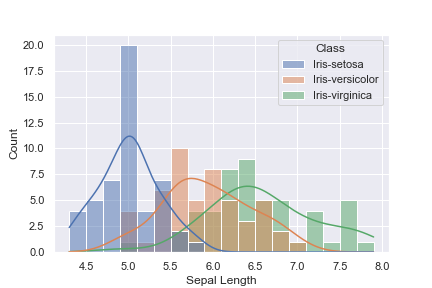 Class
Iris-setosa
Iris-versicolor
Iris-virginica
20.0
17.5
15.0
12.5
10.0
7.5
5.0
2.5
0.0
Count
4.5 5.0 5.5 6.0 6.5 7.0 7.5 8.0
Sepal Length